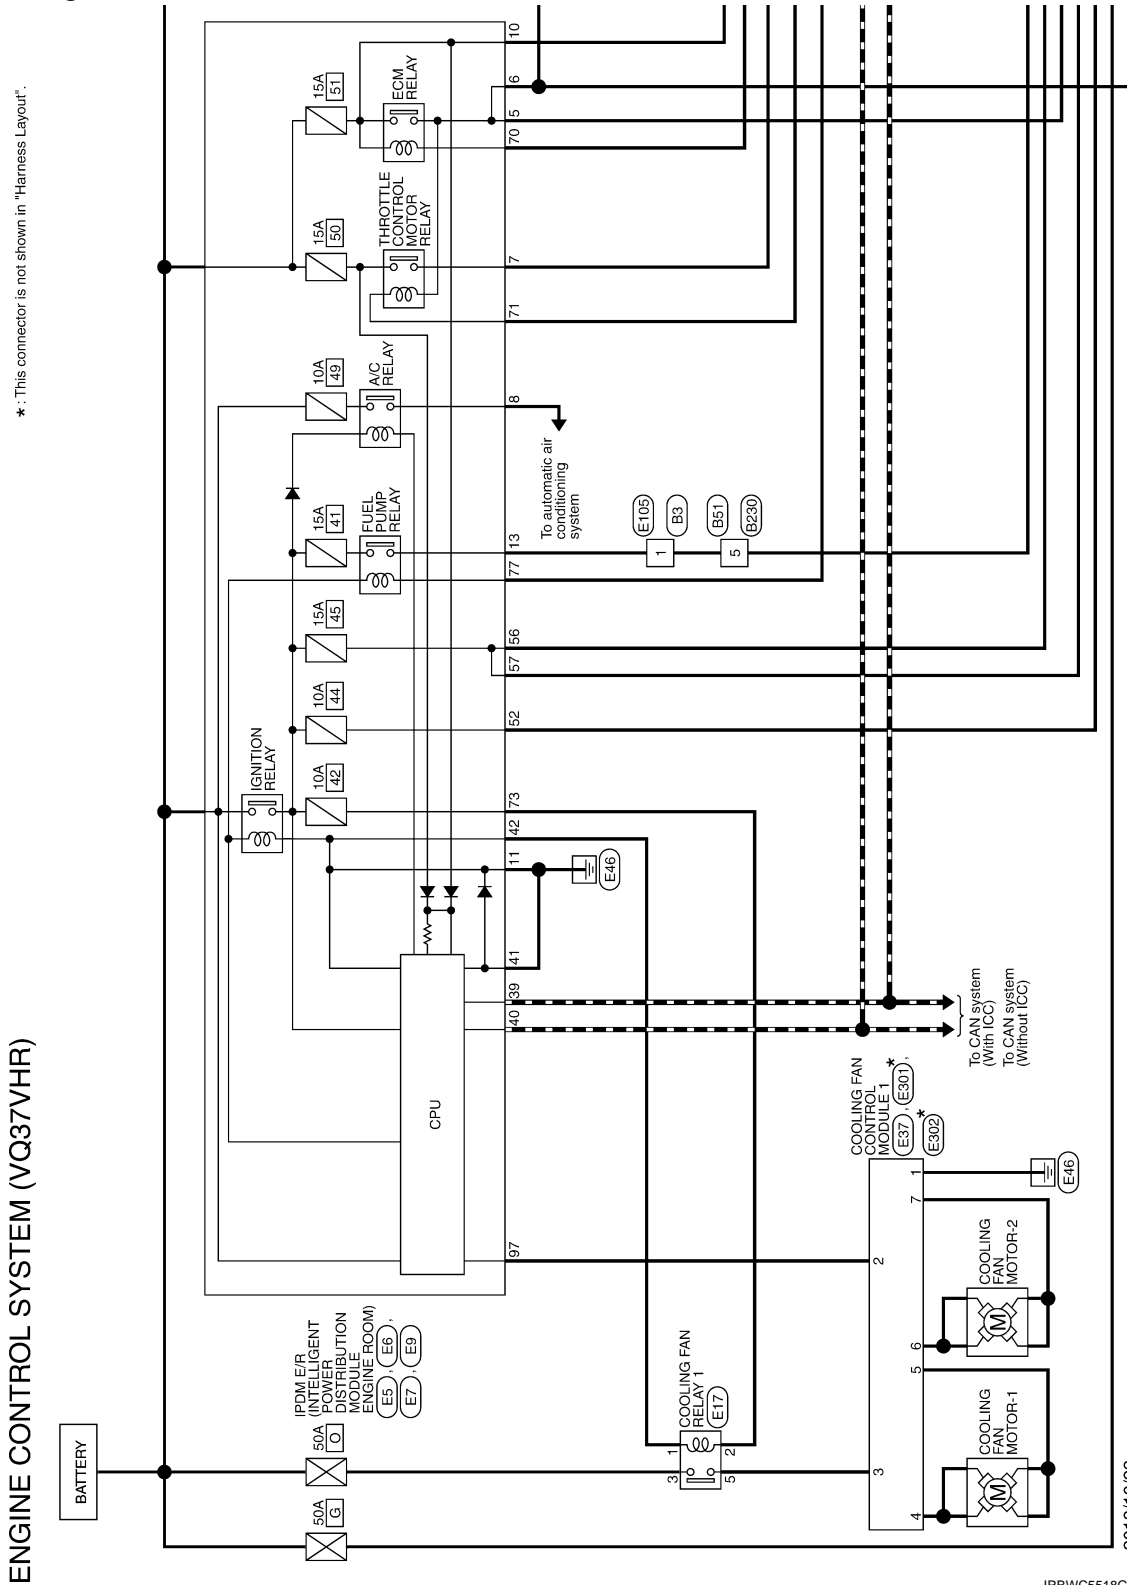 ENGINE CONTROL SYSTEM (VQ37VHR)
* : This connector is not shown in "Harness Layout".
BATTERY
50A
G
50A
O
IPDM E/R
(INTELLIGENT
POWER
DISTRIBUTION
MODULE
ENGINE ROOM)
E5 , E6 ,
E7 , E9
IGNITION
RELAY
10A
42
10A
44
15A
45
15A
41
FUEL
PUMP
RELAY
10A
49
A/C
RELAY
15A
50
THROTTLE
CONTROL
MOTOR
RELAY
15A
51
ECM
RELAY
CPU
97
40
39
41
11
42
73
52
57
56
77
13
8
71
7
70
5
6
10
E46
To automatic air
conditioning
system
1
E105
B3
5
B51
B230
COOLING FAN
RELAY 1
E17
3
1
5
2
To CAN system
(With ICC)
To CAN system
(Without ICC)
COOLING FAN
CONTROL
MODULE 1
E37 , E301 * ,
E302 *
3
2
4
5
6
7
1
COOLING
FAN
MOTOR-1
M
COOLING
FAN
MOTOR-2
M
E46